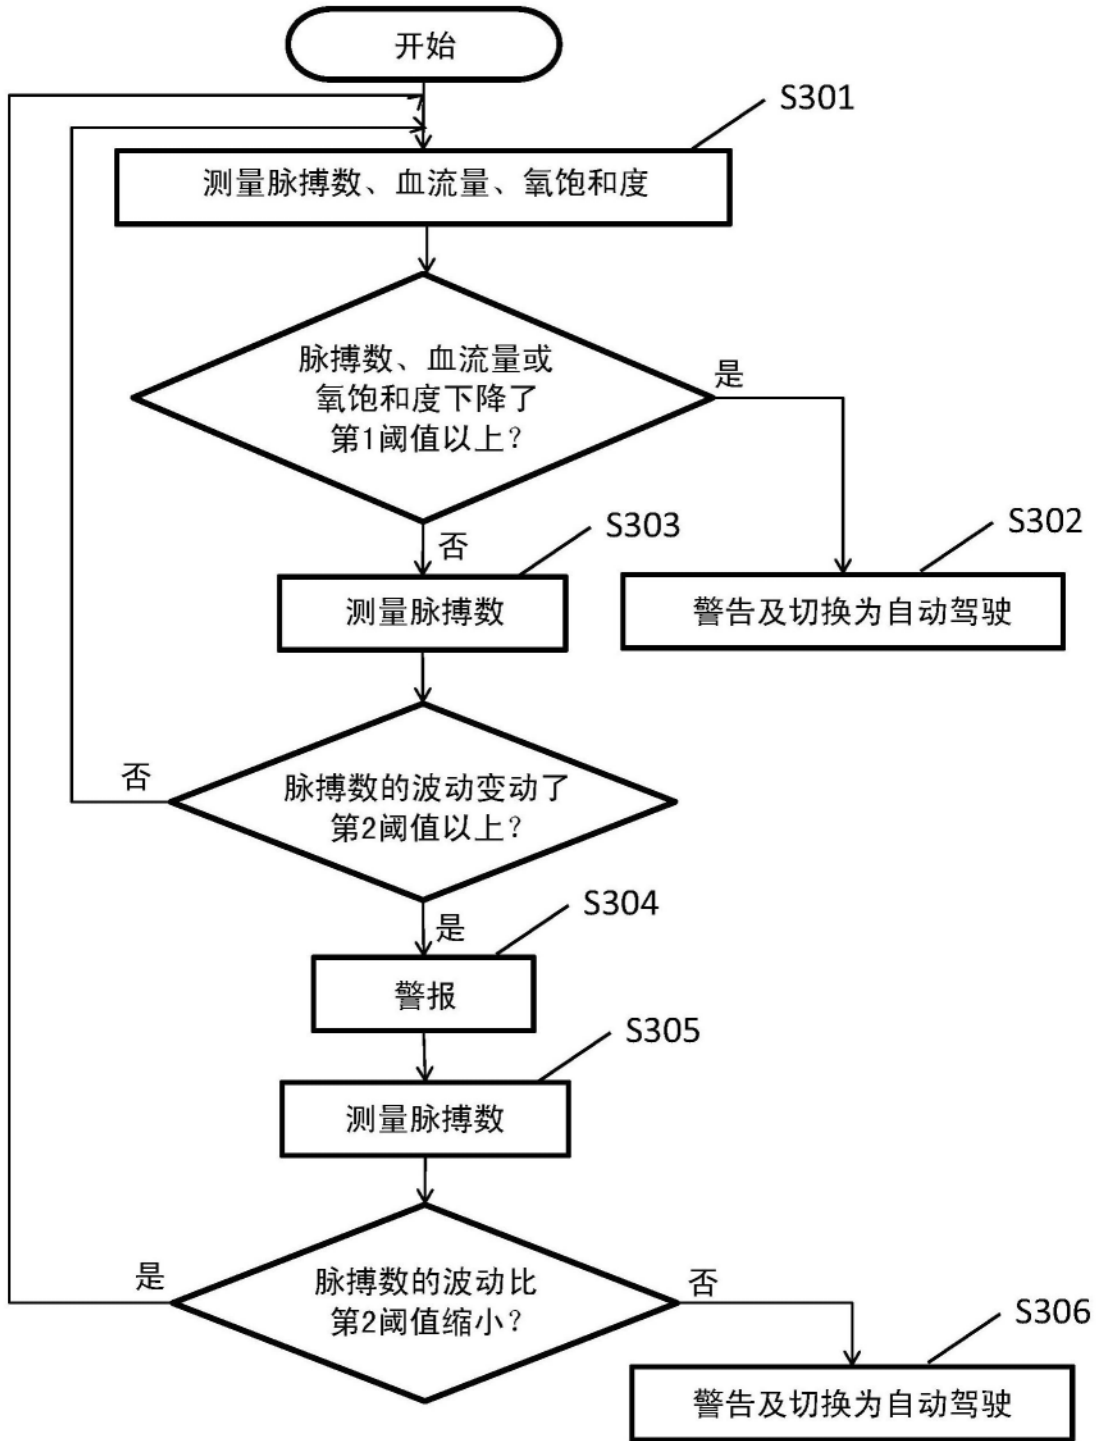 开始
S301
测量脉搏数、血流量、氧饱和度
脉搏数、血流量或
氧饱和度下降了
第1阈值以上？
是
否
S303
S302
测量脉搏数
警告及切换为自动驾驶
脉搏数的波动变动了
第2阈值以上？
否
是
S304
警报
S305
测量脉搏数
脉搏数的波动比
第2阈值缩小？
是
否
S306
警告及切换为自动驾驶